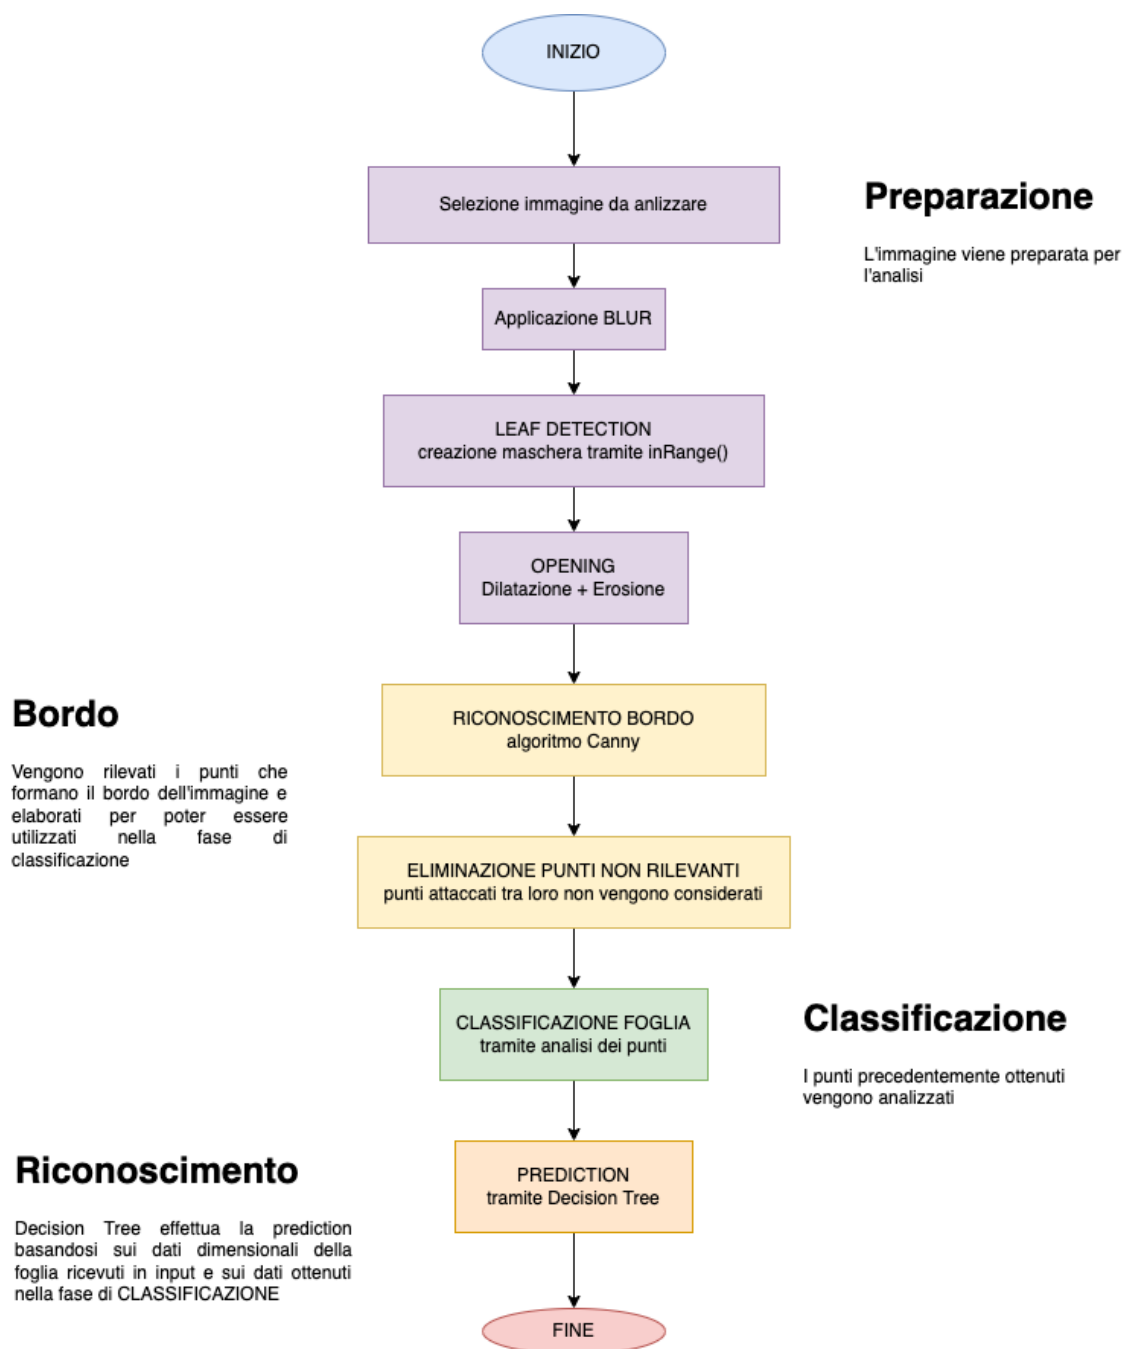 INIZIO
Selezione immagine da anlizzare
Preparazione
L'immagine viene preparata per
l'analisi
Applicazione BLUR
LEAF DETECTION
creazione maschera tramite inRange()
OPENING
Dilatazione + Erosione
Bordo
Vengono rilevati i punti che
formano il bordo dell'immagine e
elaborati per poter essere
utilizzati nella fase di
classificazione
RICONOSCIMENTO BORDO
algoritmo Canny
ELIMINAZIONE PUNTI NON RILEVANTI
punti attaccati tra loro non vengono considerati
CLASSIFICAZIONE FOGLIA
tramite analisi dei punti
Classificazione
I punti precedentemente ottenuti
vengono analizzati
Riconoscimento
Decision Tree effettua la prediction
basandosi sui dati dimensionali della
foglia ricevuti in input e sui dati ottenuti
nella fase di CLASSIFICAZIONE
PREDICTION
tramite Decision Tree
FINE